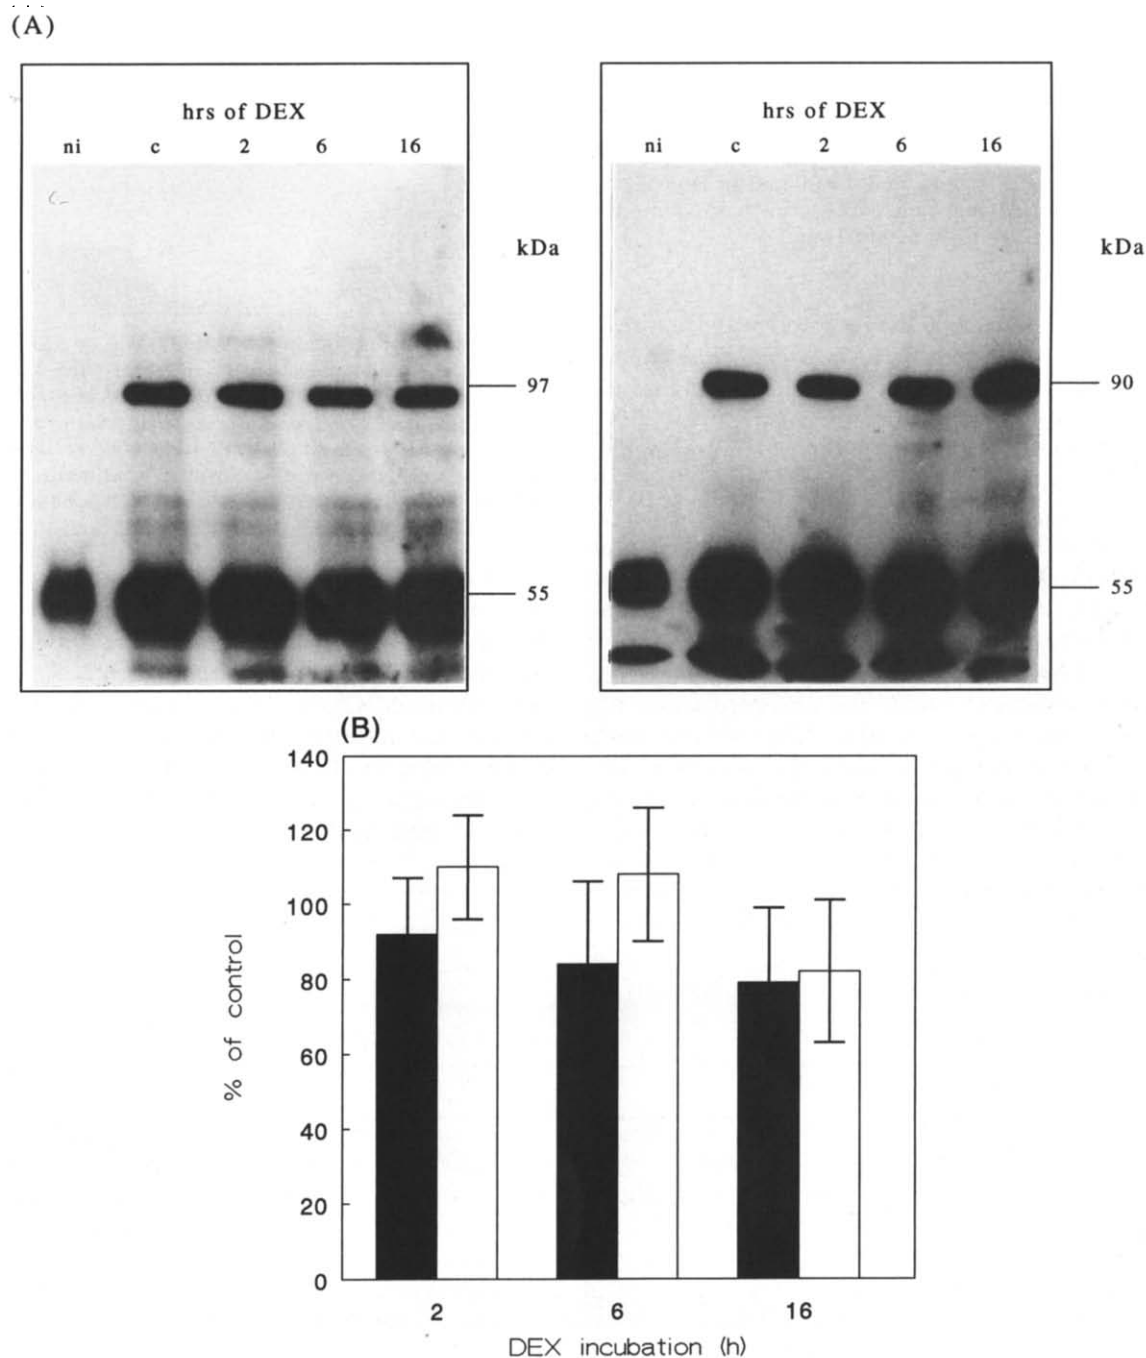 (A)
hrs of DEX
ni c 2 6 16
kDa
97
55
hrs of DEX
ni c 2 6 16
kDa
90
55
(B)
140
120
100
80
60
40
20
0
% of control
2 6 16
DEX incubation (h)